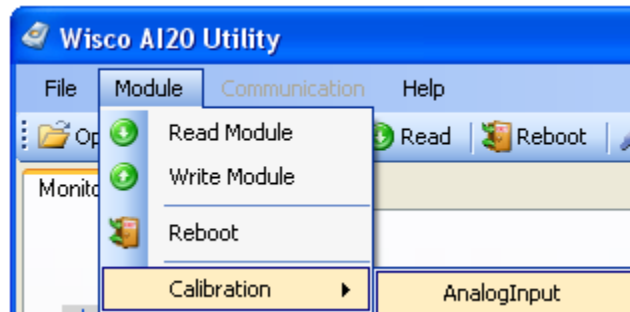 Wisco AI20 Utility
File Module Communication Help
Read Reboot
Read Module
Write Module
Reboot
Calibration AnalogInput